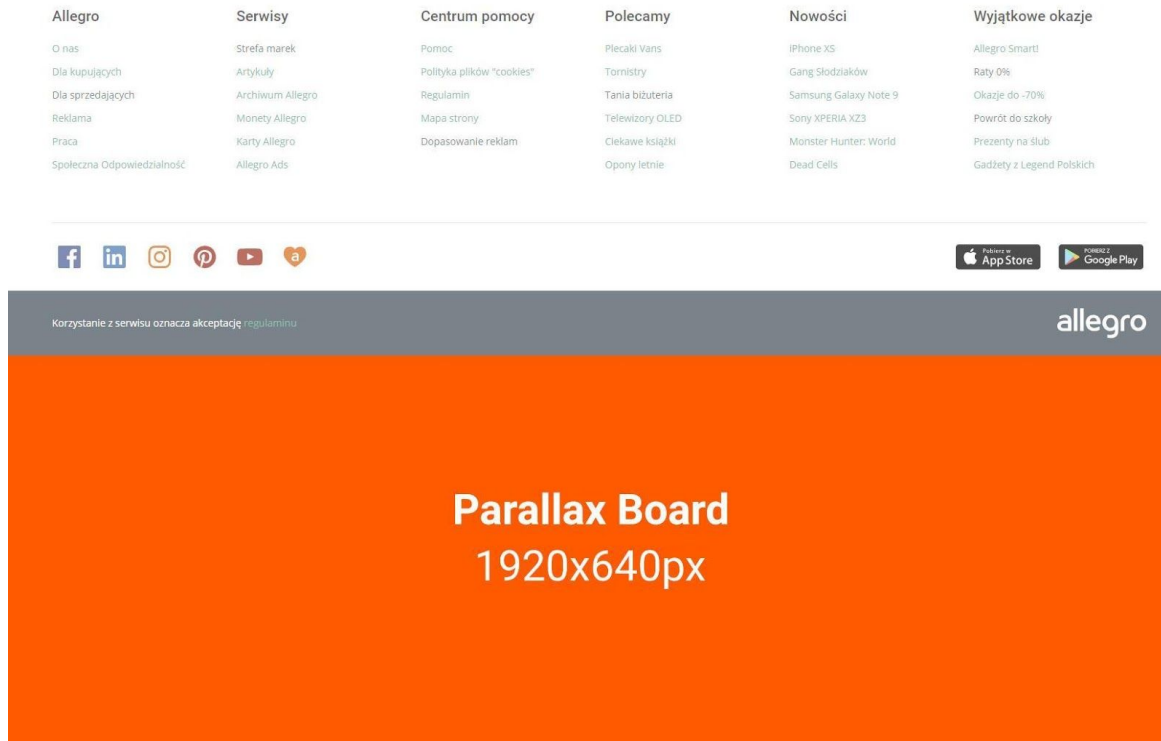 Allegro
O nas
Dla kupujących
Dla sprzedających
Reklama
Praca
Społeczna Odpowiedzialność
Serwisy
Strefa marek
Artykuły
Archiwum Allegro
Monety Allegro
Karty Allegro
Allegro Ads
Centrum pomocy
Pomoc
Polityka plików "cookies"
Regulamin
Mapa strony
Dopasowanie reklam
Polecamy
Plecaki Vans
Tornistry
Tania biżuteria
Telewizory OLED
Ciekawe książki
Opony letnie
Nowości
iPhone XS
Gang Słodziaków
Samsung Galaxy Note 9
Sony XPERIA XZ3
Monster Hunter: World
Dead Cells
Wyjątkowe okazje
Allegro Smart!
Raty 0%
Okazje do -70%
Powrót do szkoły
Prezenty na ślub
Gadżety z Legend Polskich
f
in
a
Pobierz w
App Store
POBIERZ Z
Google Play
Korzystanie z serwisu oznacza akceptację regulaminu
allegro
Parallax Board
1920x640px